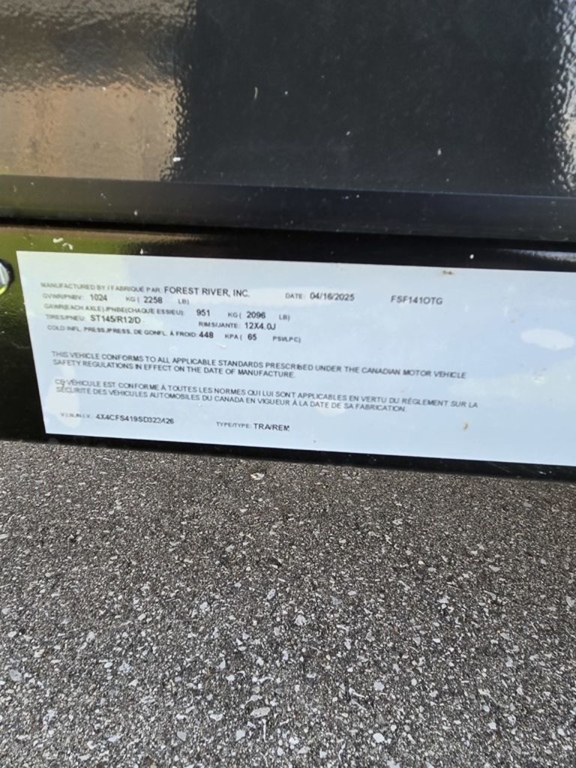 MANUFACTURED BY / FABRIQUE PAR: FOREST RIVER, INC. DATE: 04/16/2025 FSF141OTG
GVWR/PNBV: 1024 KG ( 2258 LB)
GAWR(EACH AXLE)/PNBE(CHAQUE ESSIEU): 951 KG ( 2096 LB)
TIRES/PNEU: ST145/R12/D RIM/JANTE: 12X4.0J
COLD INFL. PRESS./PRESS. DE GONFL. À FROID: 448 KPA ( 65 PSI/LPC)
THIS VEHICLE CONFORMS TO ALL APPLICABLE STANDARDS PRESCRIBED UNDER THE CANADIAN MOTOR VEHICLE
SAFETY REGULATIONS IN EFFECT ON THE DATE OF MANUFACTURE.
CE VÉHICULE EST CONFORME À TOUTES LES NORMES QUI LUI SONT APPLICABLES EN VERTU DU RÈGLEMENT SUR LA
SÉCURITÉ DES VÉHICULES AUTOMOBILES DU CANADA EN VIGUEUR À LA DATE DE SA FABRICATION.
V.I.N./N.I.V.: 4X4CFS419SD323426 TYPE/TYPE: TRA/REM